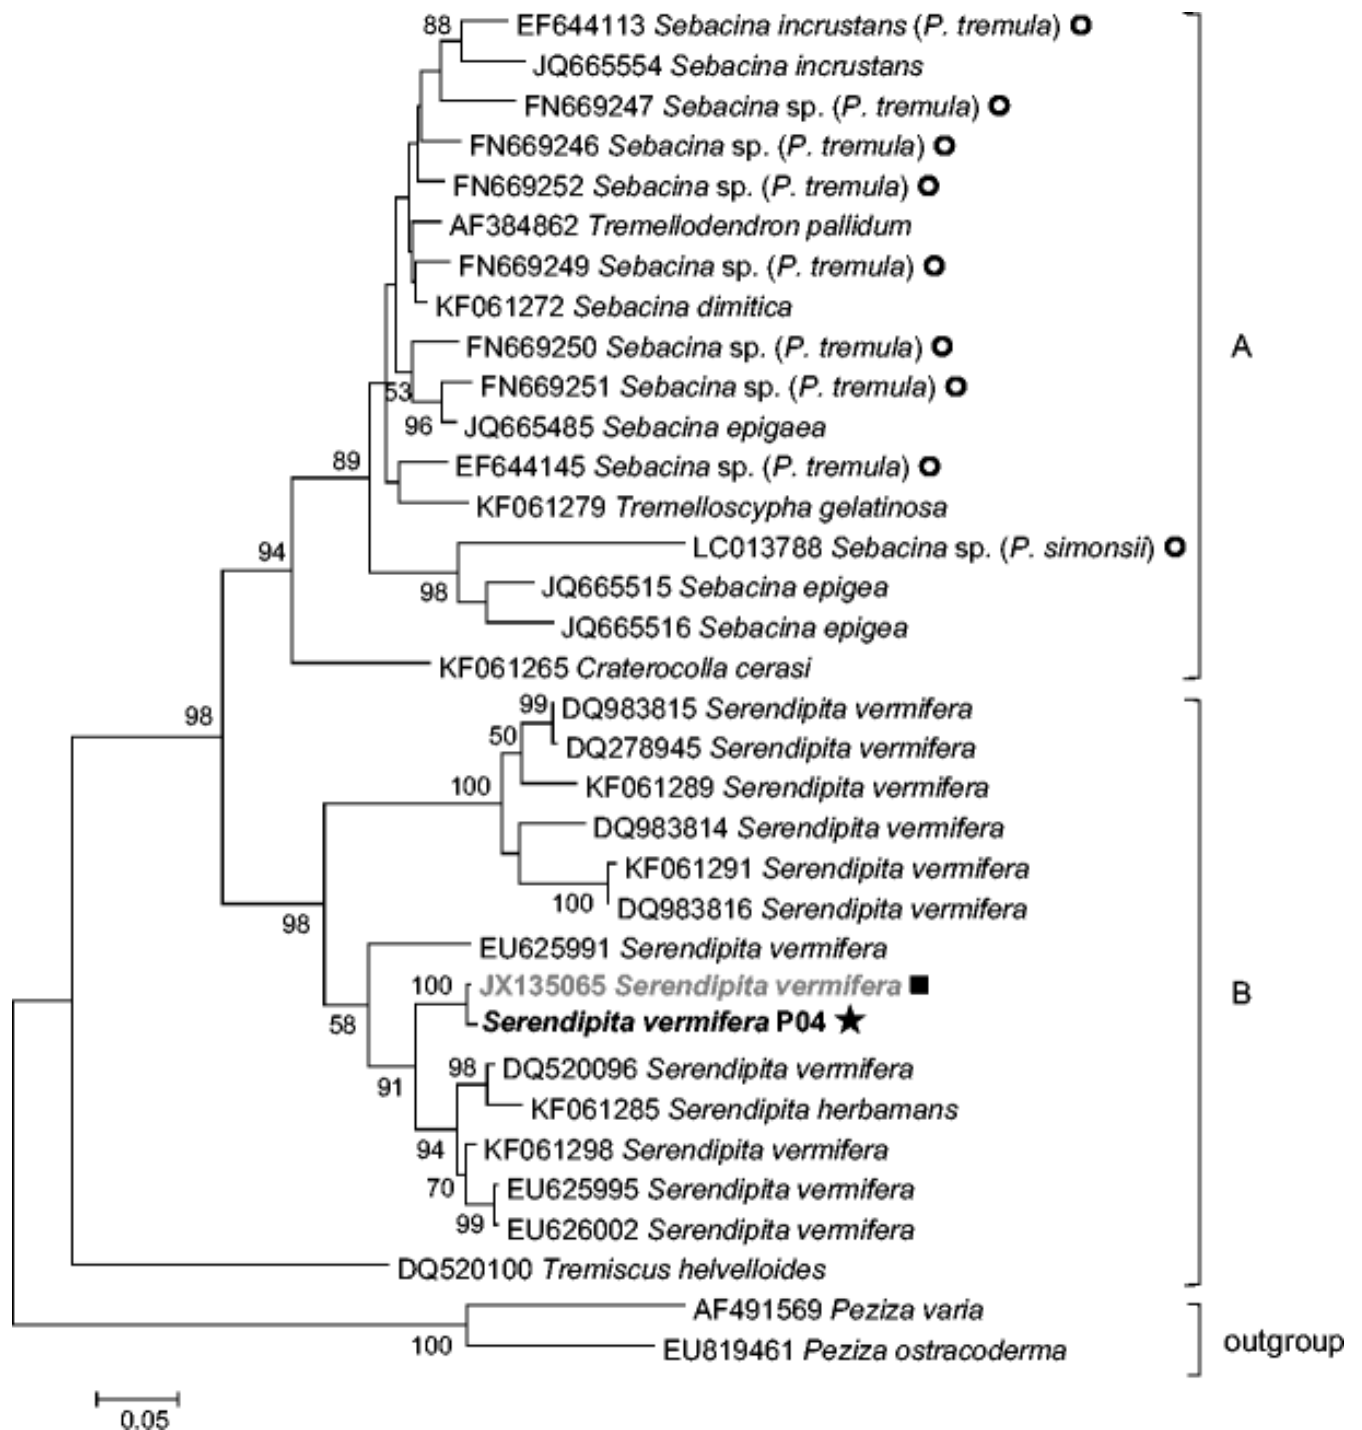 88
EF644113 Sebacina incrustans (P. tremula)
JQ665554 Sebacina incrustans
FN669247 Sebacina sp. (P. tremula)
FN669246 Sebacina sp. (P. tremula)
FN669252 Sebacina sp. (P. tremula)
AF384862 Tremellodendron pallidum
FN669249 Sebacina sp. (P. tremula)
KF061272 Sebacina dimitica
FN669250 Sebacina sp. (P. tremula)
A
53
FN669251 Sebacina sp. (P. tremula)
96
JQ665485 Sebacina epigaea
89
EF644145 Sebacina sp. (P. tremula)
KF061279 Tremelloscypha gelatinosa
94
LC013788 Sebacina sp. (P. simonsii)
98
JQ665515 Sebacina epigea
JQ665516 Sebacina epigea
KF061265 Craterocolla cerasi
98
99
DQ983815 Serendipita vermifera
50
DQ278945 Serendipita vermifera
100
KF061289 Serendipita vermifera
DQ983814 Serendipita vermifera
KF061291 Serendipita vermifera
100
DQ983816 Serendipita vermifera
98
EU625991 Serendipita vermifera
100
JX135065 Serendipita vermifera
B
58
Serendipita vermifera P04
98
DQ520096 Serendipita vermifera
91
KF061285 Serendipita herbamans
94
KF061298 Serendipita vermifera
70
EU625995 Serendipita vermifera
99
EU626002 Serendipita vermifera
DQ520100 Tremiscus helvelloides
AF491569 Peziza varia
100
EU819461 Peziza ostracoderma
outgroup
0.05